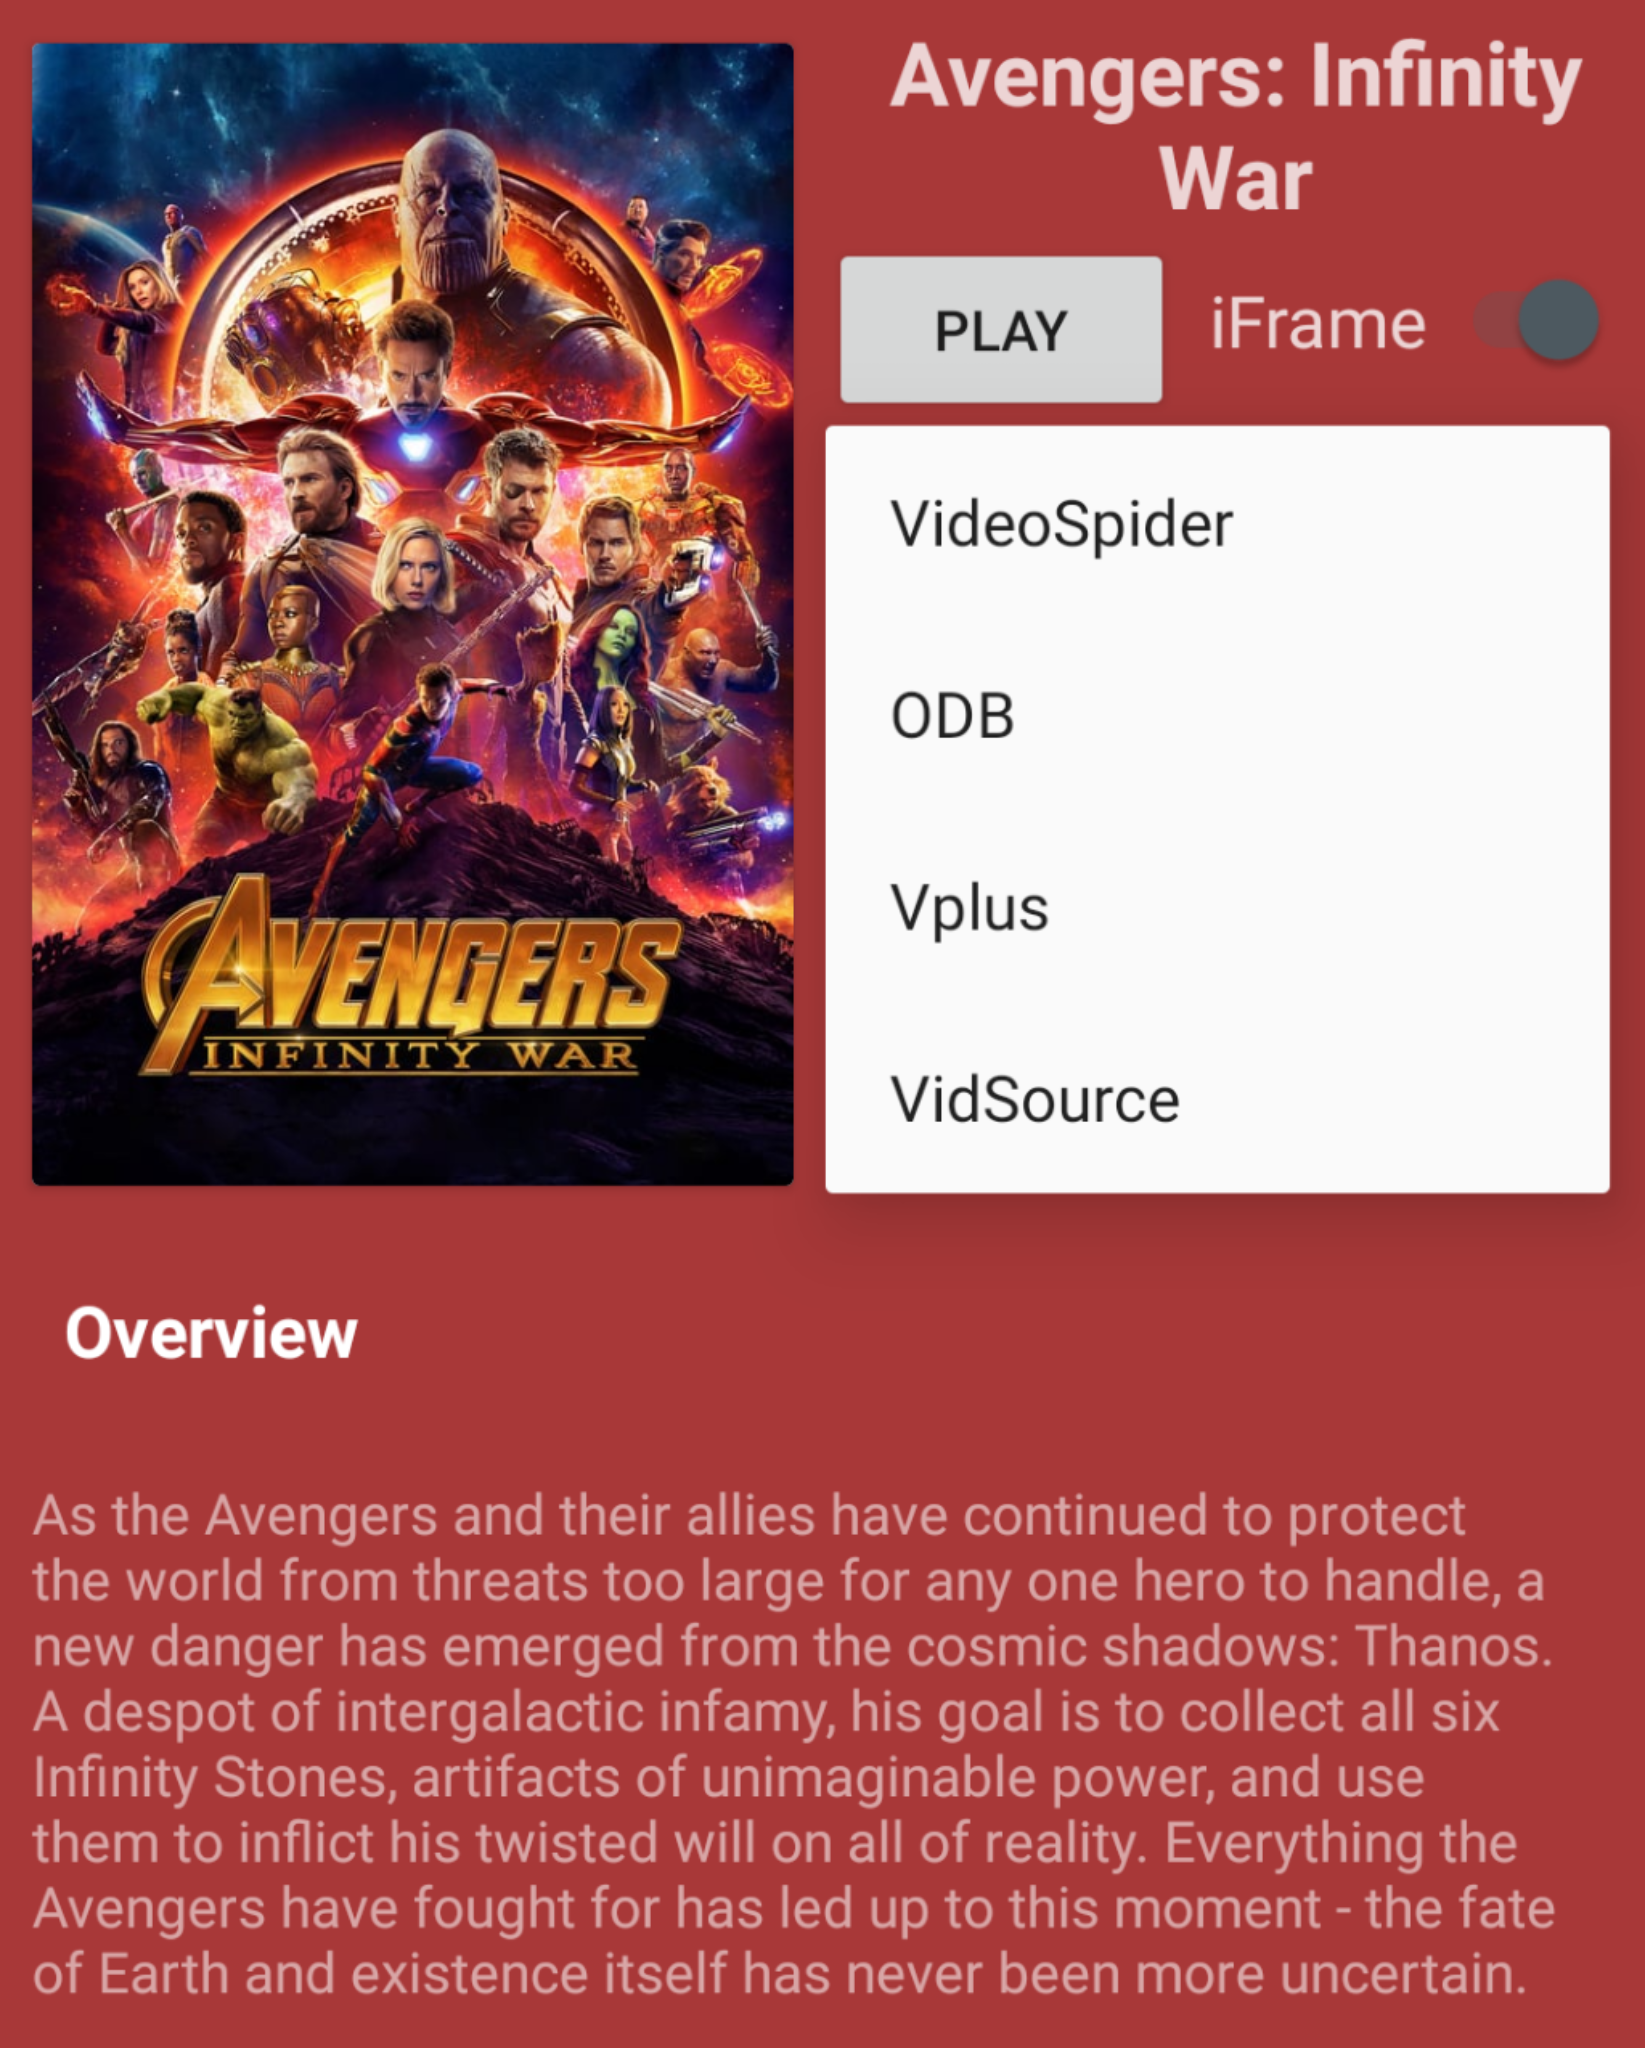 Avengers: Infinity
War
PLAY
iFrame
VideoSpider
ODB
Vplus
VidSource
AVENGERS
INFINITY WAR
Overview
As the Avengers and their allies have continued to protect
the world from threats too large for any one hero to handle, a
new danger has emerged from the cosmic shadows: Thanos.
A despot of intergalactic infamy, his goal is to collect all six
Infinity Stones, artifacts of unimaginable power, and use
them to inflict his twisted will on all of reality. Everything the
Avengers have fought for has led up to this moment - the fate
of Earth and existence itself has never been more uncertain.